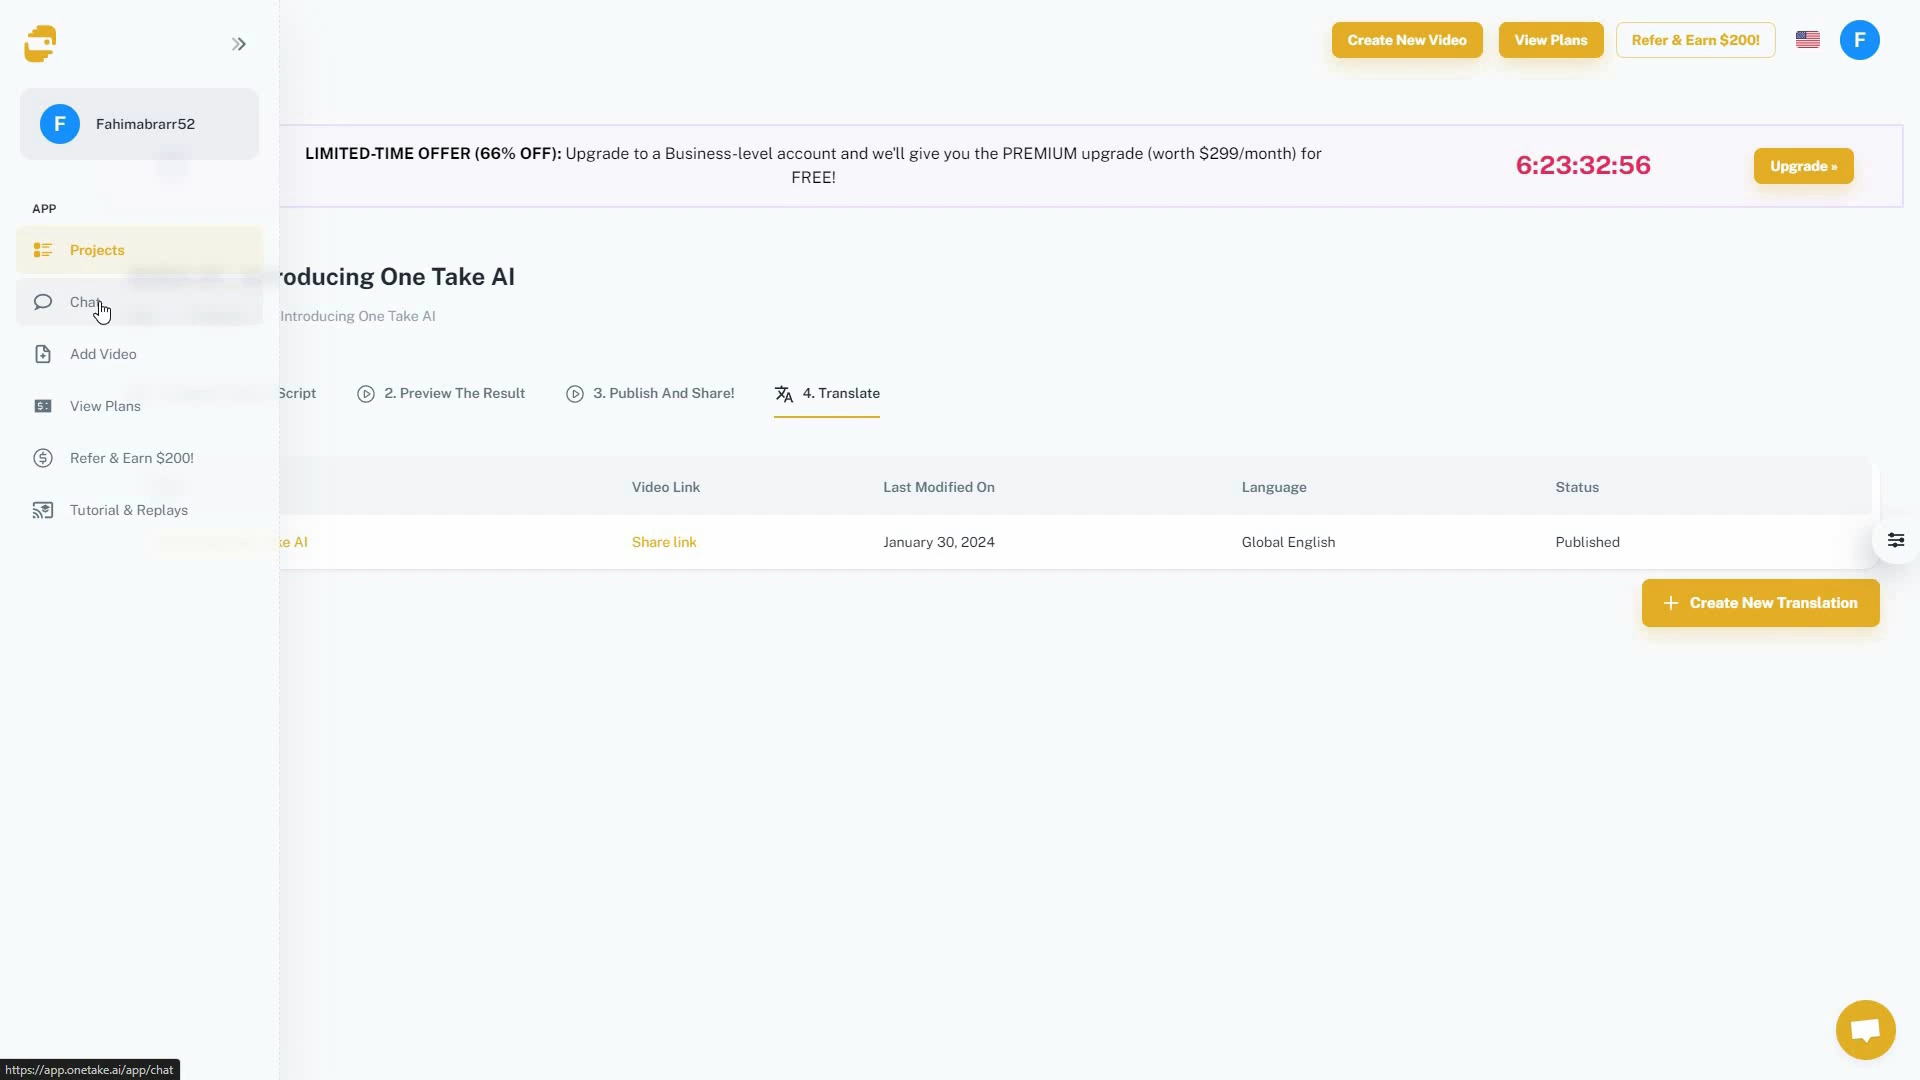 Create New Video
View Plans
Refer & Earn $200!
F
F
Fahimabrarr52
LIMITED-TIME OFFER (66% OFF): Upgrade to a Business-level account and we'll give you the PREMIUM upgrade (worth $299/month) for
FREE!
6:23:32:56
Upgrade »
APP
Projects
Chat
Add Video
View Plans
Refer & Earn $200!
Tutorial & Replays
roducing One Take AI
Introducing One Take AI
Script
2. Preview The Result
3. Publish And Share!
4. Translate
Video Link
Last Modified On
Language
Status
ke AI
Share link
January 30, 2024
Global English
Published
Create New Translation
https://app.onetake.ai/app/chat